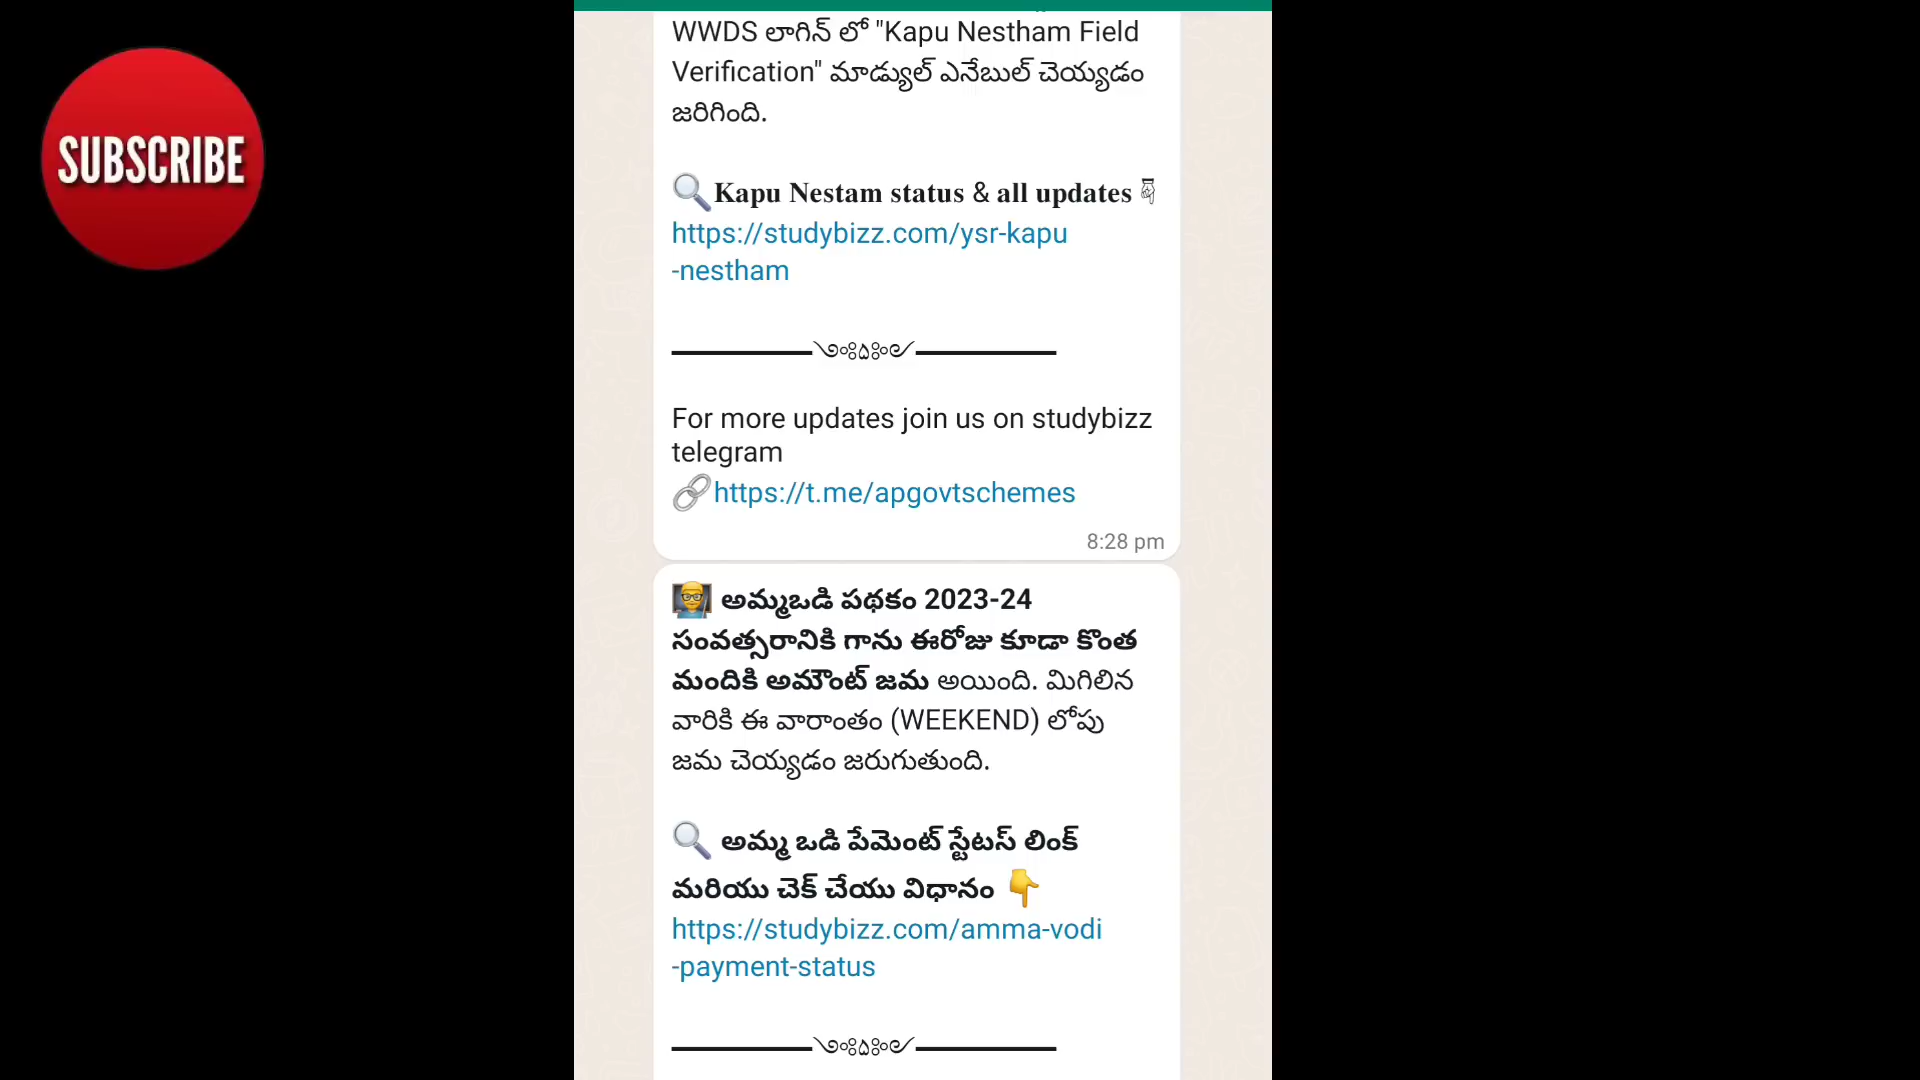 SUBSCRIBE
WWDS లాగిన్ లో "Kapu Nestham Field
Verification" మాడ్యుల్ ఎనేబుల్ చెయ్యడం
జరిగింది.
🔍Kapu Nestam status & all updates👇
https://studybizz.com/ysr-kapu
-nestham
For more updates join us on studybizz
telegram
🔗https://t.me/apgovtschemes
8:28 pm
👨‍🏫 అమ్మఒడి పథకం 2023-24
సంవత్సరానికి గాను ఈరోజు కూడా కొంత
మందికి అమౌంట్ జమ అయింది. మిగిలిన
వారికి ఈ వారాంతం (WEEKEND) లోపు
జమ చెయ్యడం జరుగుతుంది.
🔍 అమ్మ ఒడి పేమెంట్ స్టేటస్ లింక్
మరియు చెక్ చేయు విధానం 👇
https://studybizz.com/amma-vodi
-payment-status